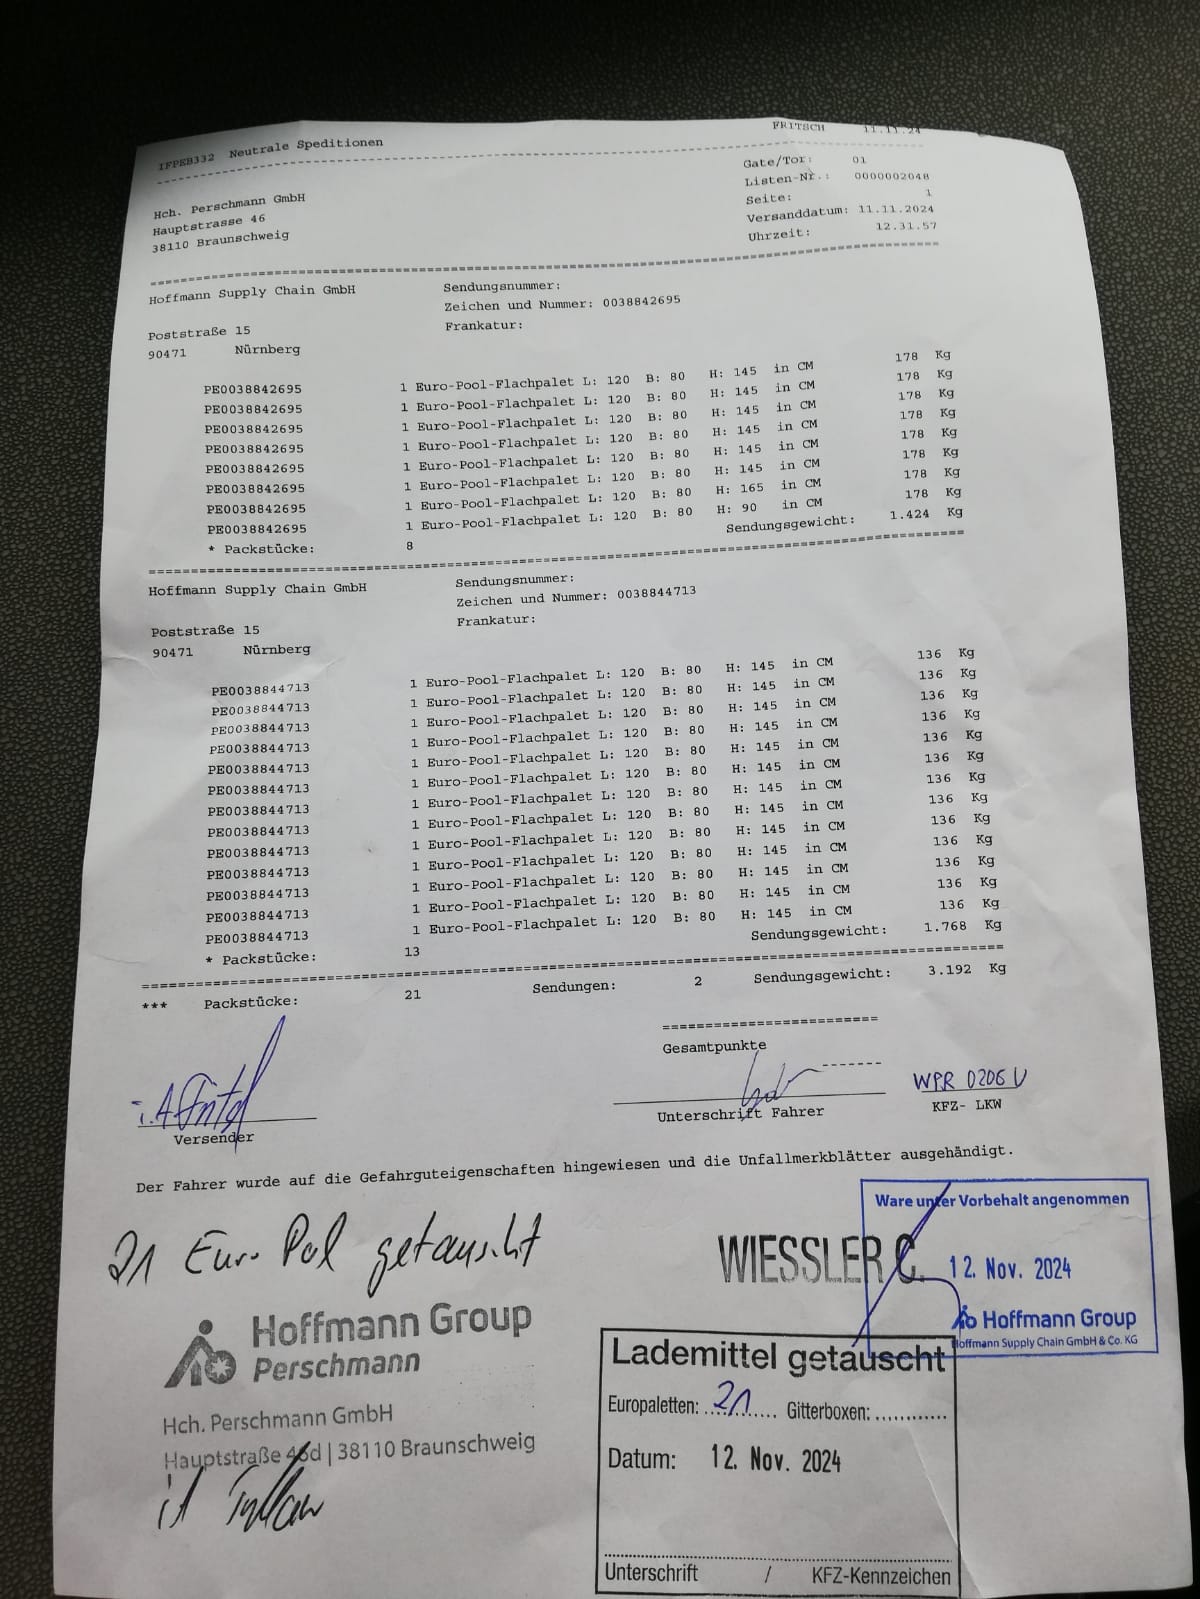 IFPEB332 Neutrale Speditionen FRITSCH 11.11.24
Gate/Tor: 01
Listen-Nr.: 0000002048
Seite: 1
Versanddatum: 11.11.2024
Uhrzeit: 12.31.57
Hch. Perschmann GmbH
Hauptstrasse 46
38110 Braunschweig
Hoffmann Supply Chain GmbH Sendungsnummer:
Zeichen und Nummer: 0038842695
Poststraße 15 Frankatur:
90471 Nürnberg
PE0038842695 1 Euro-Pool-Flachpalet L: 120 B: 80 H: 145 in CM 178 Kg
PE0038842695 1 Euro-Pool-Flachpalet L: 120 B: 80 H: 145 in CM 178 Kg
PE0038842695 1 Euro-Pool-Flachpalet L: 120 B: 80 H: 145 in CM 178 Kg
PE0038842695 1 Euro-Pool-Flachpalet L: 120 B: 80 H: 145 in CM 178 Kg
PE0038842695 1 Euro-Pool-Flachpalet L: 120 B: 80 H: 145 in CM 178 Kg
PE0038842695 1 Euro-Pool-Flachpalet L: 120 B: 80 H: 145 in CM 178 Kg
PE0038842695 1 Euro-Pool-Flachpalet L: 120 B: 80 H: 165 in CM 178 Kg
PE0038842695 1 Euro-Pool-Flachpalet L: 120 B: 80 H: 90 in CM 178 Kg
* Packstücke: 8 Sendungsgewicht: 1.424 Kg
Hoffmann Supply Chain GmbH Sendungsnummer:
Zeichen und Nummer: 0038844713
Poststraße 15 Frankatur:
90471 Nürnberg
PE0038844713 1 Euro-Pool-Flachpalet L: 120 B: 80 H: 145 in CM 136 Kg
PE0038844713 1 Euro-Pool-Flachpalet L: 120 B: 80 H: 145 in CM 136 Kg
PE0038844713 1 Euro-Pool-Flachpalet L: 120 B: 80 H: 145 in CM 136 Kg
PE0038844713 1 Euro-Pool-Flachpalet L: 120 B: 80 H: 145 in CM 136 Kg
PE0038844713 1 Euro-Pool-Flachpalet L: 120 B: 80 H: 145 in CM 136 Kg
PE0038844713 1 Euro-Pool-Flachpalet L: 120 B: 80 H: 145 in CM 136 Kg
PE0038844713 1 Euro-Pool-Flachpalet L: 120 B: 80 H: 145 in CM 136 Kg
PE0038844713 1 Euro-Pool-Flachpalet L: 120 B: 80 H: 145 in CM 136 Kg
PE0038844713 1 Euro-Pool-Flachpalet L: 120 B: 80 H: 145 in CM 136 Kg
PE0038844713 1 Euro-Pool-Flachpalet L: 120 B: 80 H: 145 in CM 136 Kg
PE0038844713 1 Euro-Pool-Flachpalet L: 120 B: 80 H: 145 in CM 136 Kg
PE0038844713 1 Euro-Pool-Flachpalet L: 120 B: 80 H: 145 in CM 136 Kg
PE0038844713 1 Euro-Pool-Flachpalet L: 120 B: 80 H: 145 in CM 136 Kg
* Packstücke: 13 Sendungsgewicht: 1.768 Kg
*** Packstücke: 21 Sendungen: 2 Sendungsgewicht: 3.192 Kg
Gesamtpunkte
WPR 0206 U
Versender Unterschrift Fahrer KFZ- LKW
Der Fahrer wurde auf die Gefahrguteigenschaften hingewiesen und die Unfallmerkblätter ausgehändigt.
Ware unter Vorbehalt angenommen
21 Euro Pal getauscht
WIESSLER C. 12. Nov. 2024
Hoffmann Group
Hoffmann Supply Chain GmbH & Co. KG
Hoffmann Group
Perschmann
Hch. Perschmann GmbH
Hauptstraße 46d | 38110 Braunschweig
Lademittel getauscht
Europaletten: 21 Gitterboxen:
Datum: 12. Nov. 2024
Unterschrift / KFZ-Kennzeichen